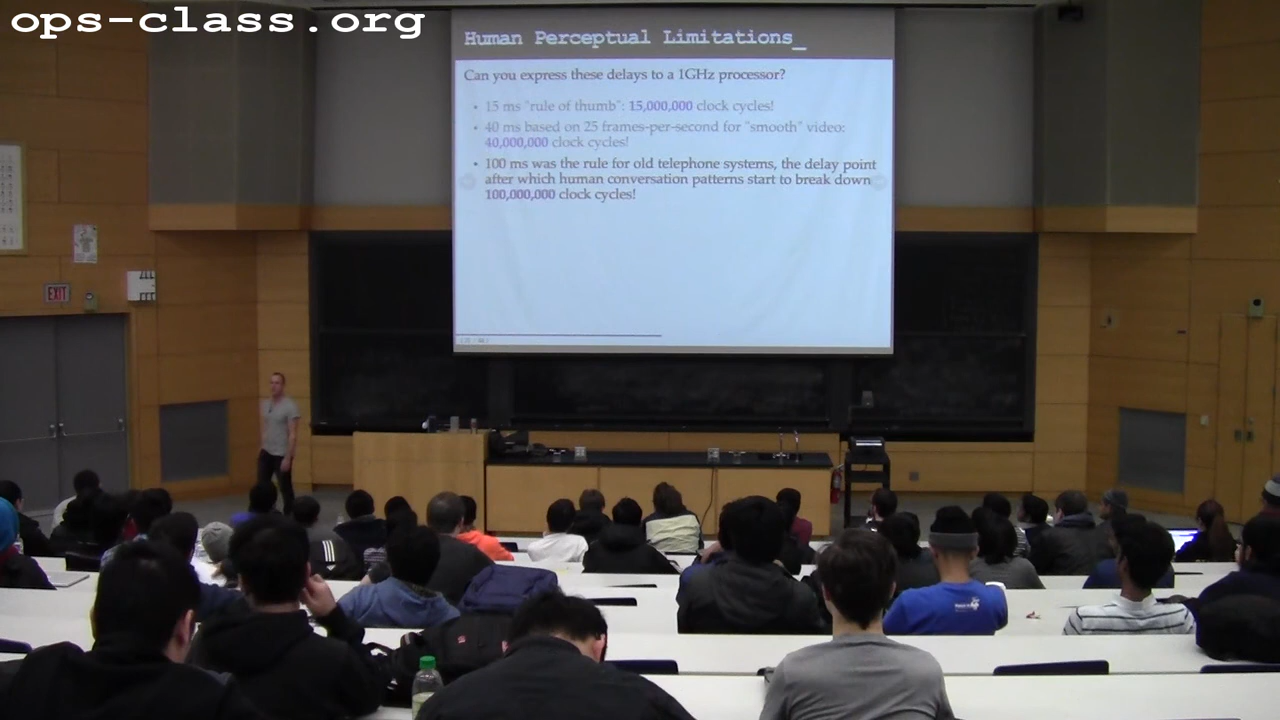 ops-class.org
Human Perceptual Limitations_
Can you express these delays to a 1GHz processor?
• 15 ms "rule of thumb": 15,000,000 clock cycles!
• 40 ms based on 25 frames-per-second for "smooth" video:
40,000,000 clock cycles!
• 100 ms was the rule for old telephone systems, the delay point
after which human conversation patterns start to break down
100,000,000 clock cycles!
EXIT